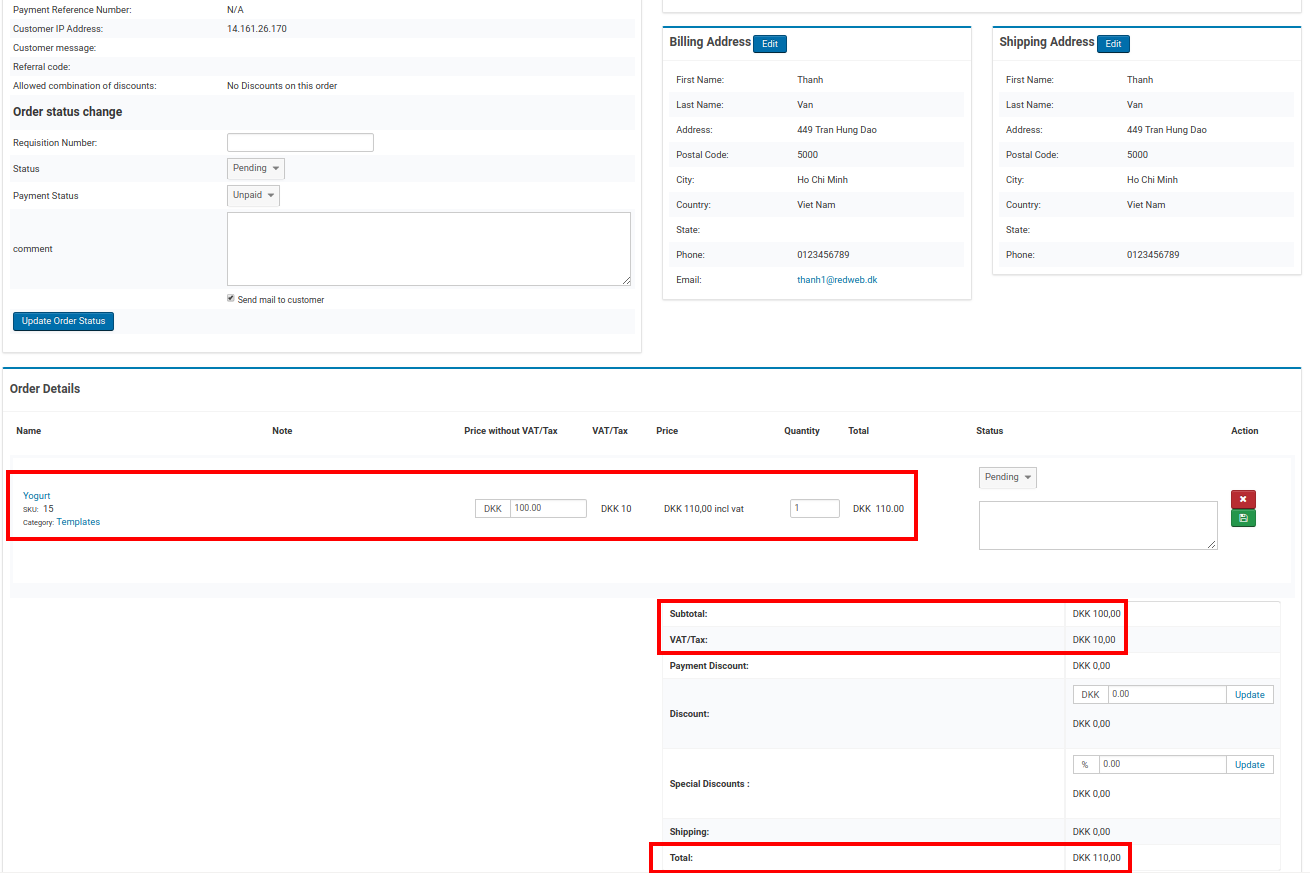 Payment Reference Number: N/A
Customer IP Address: 14.161.26.170
Customer message:
Referral code:
Allowed combination of discounts: No Discounts on this order
Order status change
Requisition Number:
Status Pending
Payment Status Unpaid
comment
Send mail to customer
Update Order Status
Billing Address Edit
First Name: Thanh
Last Name: Van
Address: 449 Tran Hung Dao
Postal Code: 5000
City: Ho Chi Minh
Country: Viet Nam
State:
Phone: 0123456789
Email: thanh1@redweb.dk
Shipping Address Edit
First Name: Thanh
Last Name: Van
Address: 449 Tran Hung Dao
Postal Code: 5000
City: Ho Chi Minh
Country: Viet Nam
State:
Phone: 0123456789
Order Details
Name Note Price without VAT/Tax VAT/Tax Price Quantity Total Status Action
Pending
Yogurt
SKU: 15 DKK 100.00 DKK 10 DKK 110,00 incl vat 1 DKK 110.00
Category: Templates
Subtotal: DKK 100,00
VAT/Tax: DKK 10,00
Payment Discount: DKK 0,00
DKK 0.00 Update
Discount:
DKK 0,00
% 0.00 Update
Special Discounts :
DKK 0,00
Shipping: DKK 0,00
Total: DKK 110,00